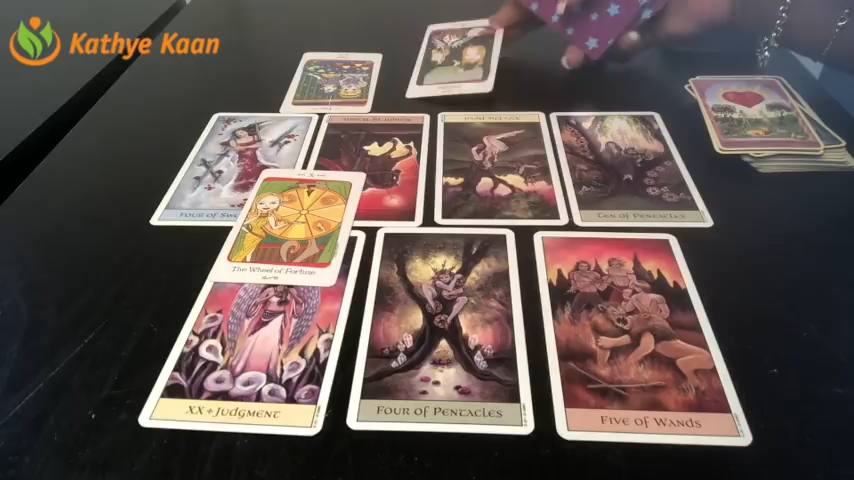 Kathye Kaan
FOUR OF SW
TEN OF PENTACLES
X
The Wheel of Fortune
XX JUDGMENT
FOUR OF PENTACLES
FIVE OF WANDS